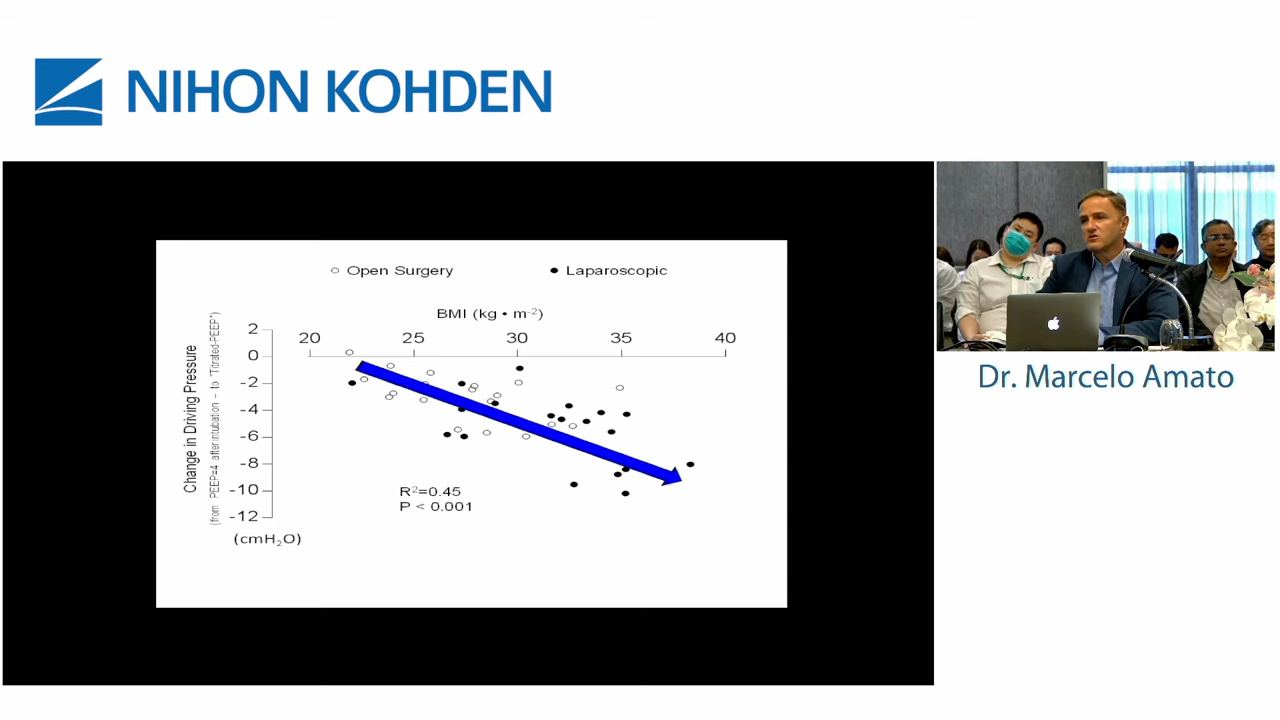 NIHON KOHDEN
Open Surgery
Laparoscopic
BMI (kg • m-2)
20 25 30 35 40
2
0
-2
-4
-6
-8
-10
-12
(cmH2O)
Change in Driving Pressure
(from PEEP=4 after intubation – to "Titrated-PEEP")
R2=0.45
P < 0.001
Dr. Marcelo Amato